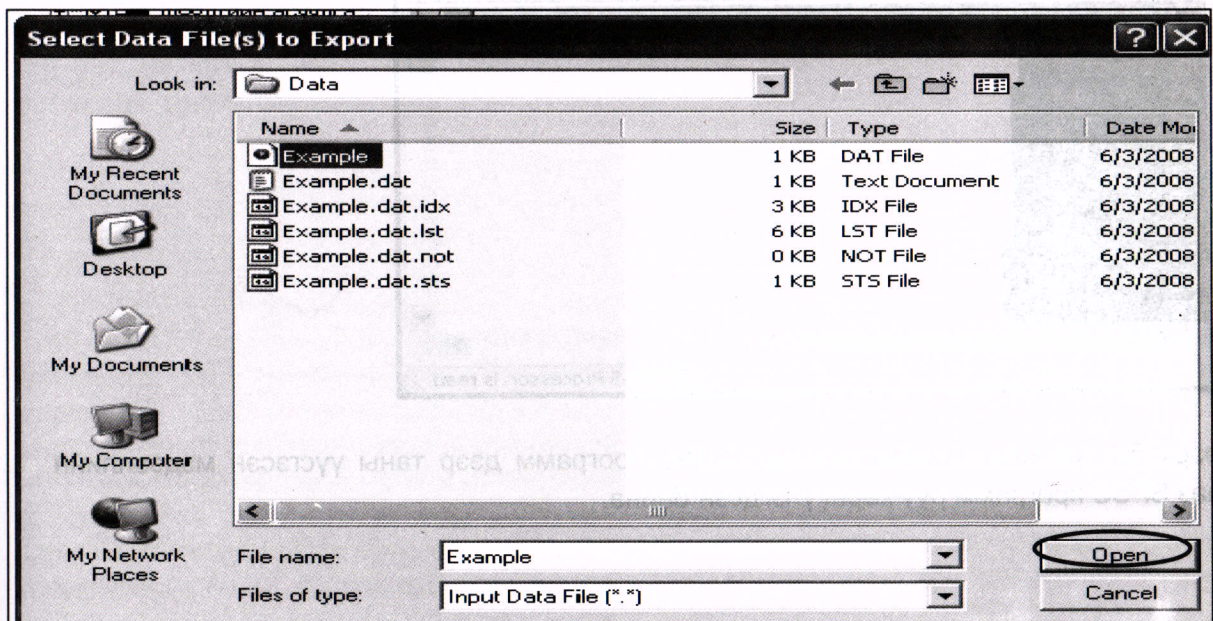 Select Data File(s) to Export
Look in: Data
Name Size Type Date Mo
Example 1 KB DAT File 6/3/2008
Example.dat 1 KB Text Document 6/3/2008
Example.dat.idx 3 KB IDX File 6/3/2008
Example.dat.lst 6 KB LST File 6/3/2008
Example.dat.not 0 KB NOT File 6/3/2008
Example.dat.sts 1 KB STS File 6/3/2008
My Recent Documents
Desktop
My Documents
My Computer
My Network Places
File name: Example Open
Files of type: Input Data File (*.*) Cancel